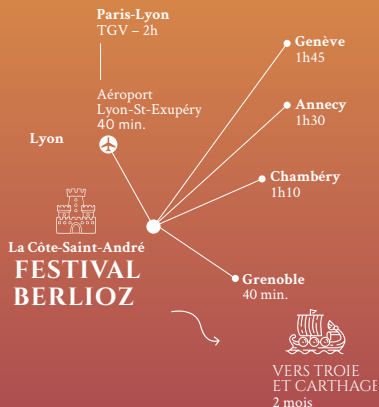 Paris-Lyon
TGV – 2h
Genève
1h45
Aéroport
Lyon-St-Exupéry
40 min.
Annecy
1h30
Lyon
Chambéry
1h10
La Côte-Saint-André
FESTIVAL
BERLIOZ
Grenoble
40 min.
VERS TROIE
ET CARTHAGE
2 mois